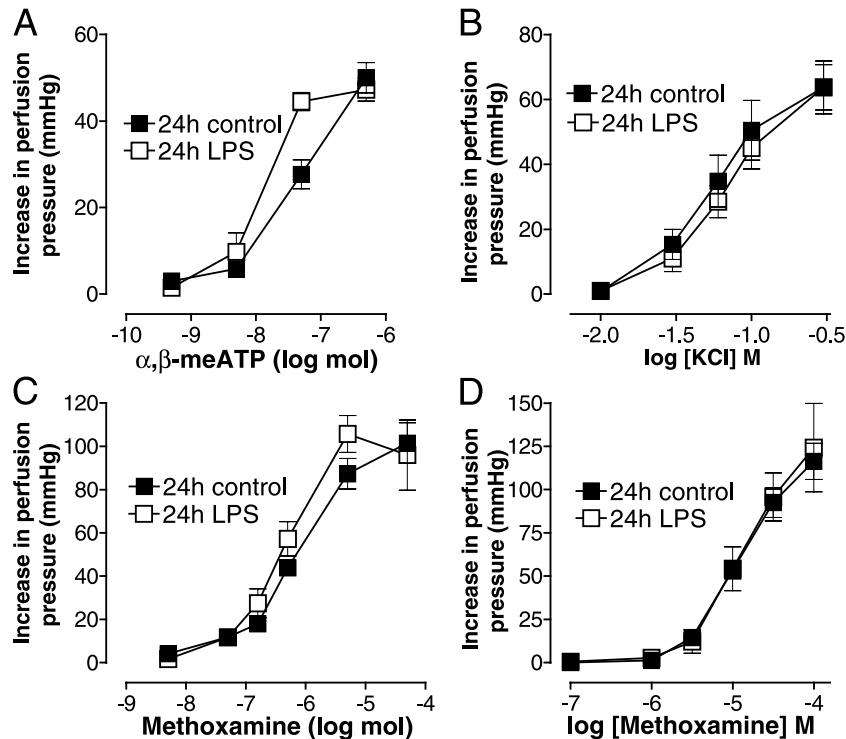 A
Increase in perfusion
pressure (mmHg)
60
40
20
0
24h control
24h LPS
-10 -9 -8 -7 -6
α,β-meATP (log mol)
B
Increase in perfusion
pressure (mmHg)
80
60
40
20
0
24h control
24h LPS
-2.0 -1.5 -1.0 -0.5
log [KCl] M
C
Increase in perfusion
pressure (mmHg)
120
100
80
60
40
20
0
24h control
24h LPS
-9 -8 -7 -6 -5 -4
Methoxamine (log mol)
D
Increase in perfusion
pressure (mmHg)
150
125
100
75
50
25
0
24h control
24h LPS
-7 -6 -5 -4
log [Methoxamine] M